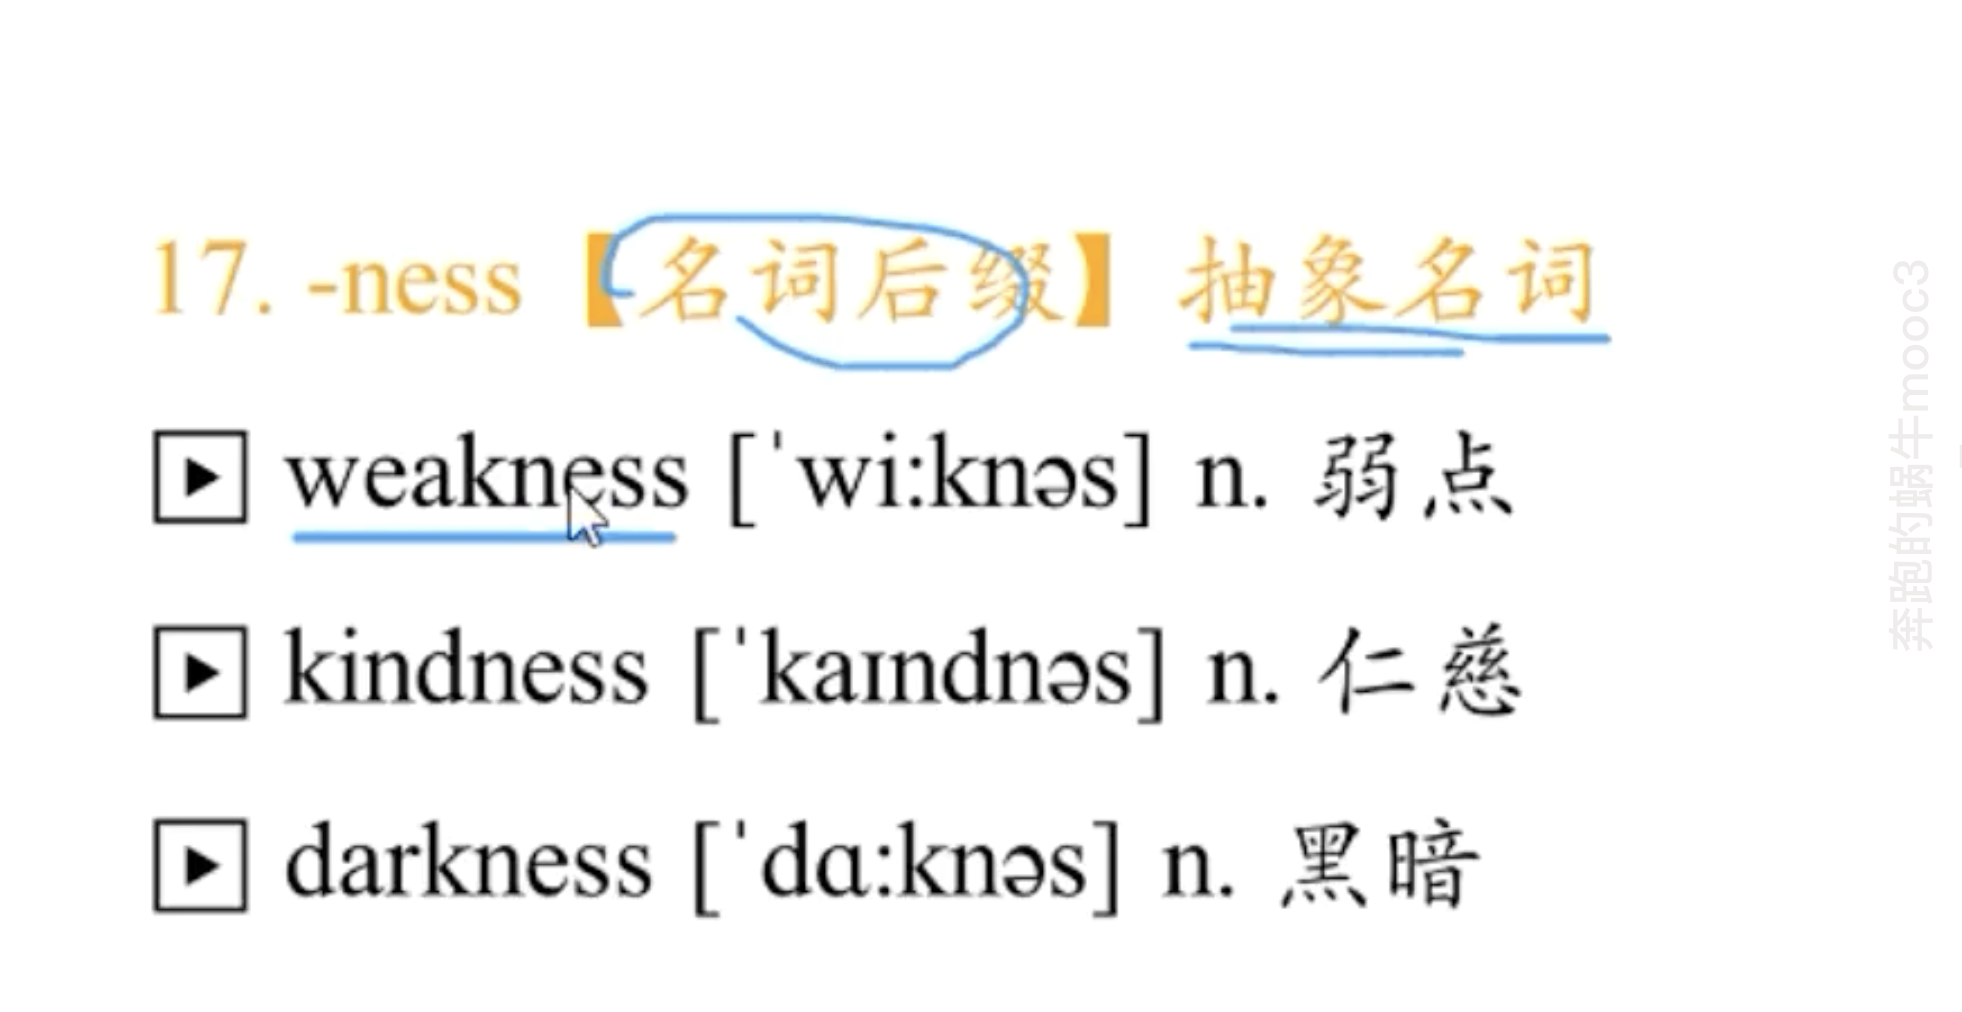 17. -ness【名词后缀】抽象名词
weakness [ˈwi:knəs] n. 弱点
kindness [ˈkaɪndnəs] n. 仁慈
darkness [ˈdɑ:knəs] n. 黑暗
奔跑的蜗牛mooc3